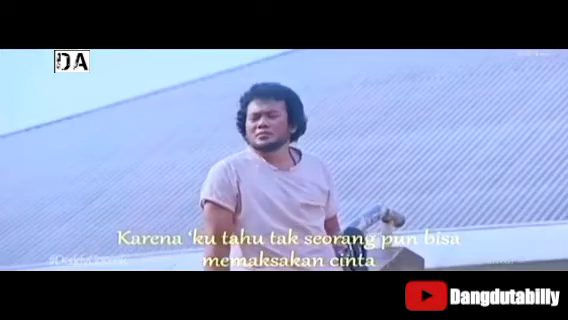 DA
Karena 'ku tahu tak seorang pun bisa
memaksakan cinta
Dangdutabilly